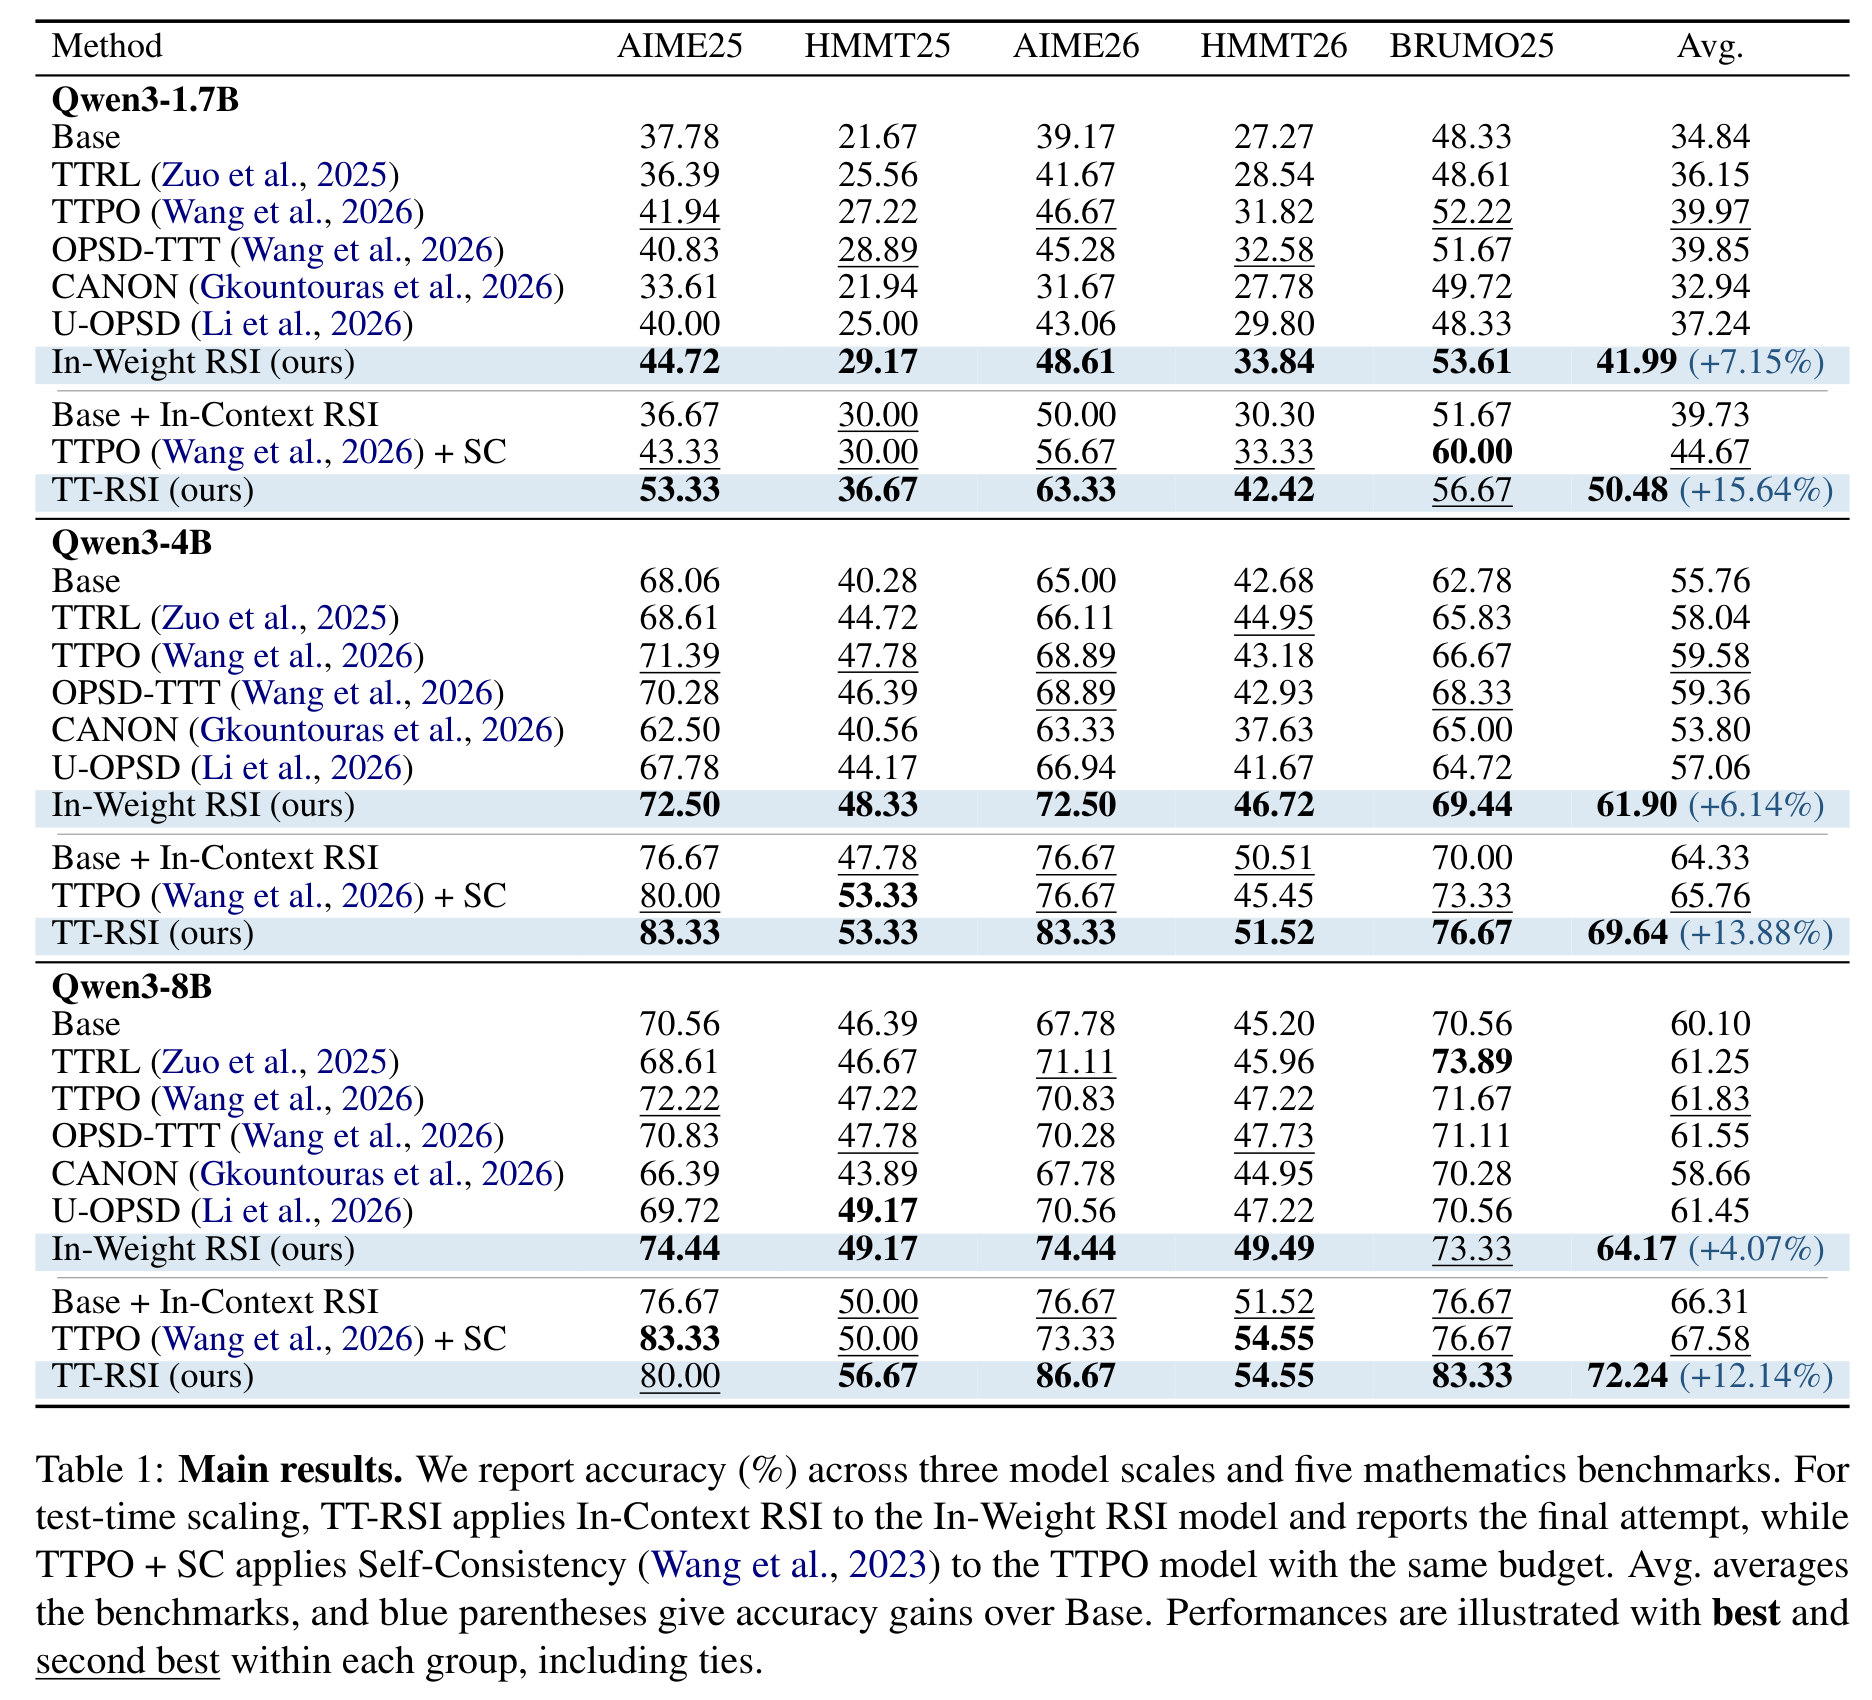 Method AIME25 HMMT25 AIME26 HMMT26 BRUMO25 Avg.
Qwen3-1.7B
Base 37.78 21.67 39.17 27.27 48.33 34.84
TTRL (Zuo et al., 2025) 36.39 25.56 41.67 28.54 48.61 36.15
TTPO (Wang et al., 2026) 41.94 27.22 46.67 31.82 52.22 39.97
OPSD-TTT (Wang et al., 2026) 40.83 28.89 45.28 32.58 51.67 39.85
CANON (Gkountouras et al., 2026) 33.61 21.94 31.67 27.78 49.72 32.94
U-OPSD (Li et al., 2026) 40.00 25.00 43.06 29.80 48.33 37.24
In-Weight RSI (ours) 44.72 29.17 48.61 33.84 53.61 41.99 (+7.15%)
Base + In-Context RSI 36.67 30.00 50.00 30.30 51.67 39.73
TTPO (Wang et al., 2026) + SC 43.33 30.00 56.67 33.33 60.00 44.67
TT-RSI (ours) 53.33 36.67 63.33 42.42 56.67 50.48 (+15.64%)
Qwen3-4B
Base 68.06 40.28 65.00 42.68 62.78 55.76
TTRL (Zuo et al., 2025) 68.61 44.72 66.11 44.95 65.83 58.04
TTPO (Wang et al., 2026) 71.39 47.78 68.89 43.18 66.67 59.58
OPSD-TTT (Wang et al., 2026) 70.28 46.39 68.89 42.93 68.33 59.36
CANON (Gkountouras et al., 2026) 62.50 40.56 63.33 37.63 65.00 53.80
U-OPSD (Li et al., 2026) 67.78 44.17 66.94 41.67 64.72 57.06
In-Weight RSI (ours) 72.50 48.33 72.50 46.72 69.44 61.90 (+6.14%)
Base + In-Context RSI 76.67 47.78 76.67 50.51 70.00 64.33
TTPO (Wang et al., 2026) + SC 80.00 53.33 76.67 45.45 73.33 65.76
TT-RSI (ours) 83.33 53.33 83.33 51.52 76.67 69.64 (+13.88%)
Qwen3-8B
Base 70.56 46.39 67.78 45.20 70.56 60.10
TTRL (Zuo et al., 2025) 68.61 46.67 71.11 45.96 73.89 61.25
TTPO (Wang et al., 2026) 72.22 47.22 70.83 47.22 71.67 61.83
OPSD-TTT (Wang et al., 2026) 70.83 47.78 70.28 47.73 71.11 61.55
CANON (Gkountouras et al., 2026) 66.39 43.89 67.78 44.95 70.28 58.66
U-OPSD (Li et al., 2026) 69.72 49.17 70.56 47.22 70.56 61.45
In-Weight RSI (ours) 74.44 49.17 74.44 49.49 73.33 64.17 (+4.07%)
Base + In-Context RSI 76.67 50.00 76.67 51.52 76.67 66.31
TTPO (Wang et al., 2026) + SC 83.33 50.00 73.33 54.55 76.67 67.58
TT-RSI (ours) 80.00 56.67 86.67 54.55 83.33 72.24 (+12.14%)
Table 1: Main results. We report accuracy (%) across three model scales and five mathematics benchmarks. For
test-time scaling, TT-RSI applies In-Context RSI to the In-Weight RSI model and reports the final attempt, while
TTPO + SC applies Self-Consistency (Wang et al., 2023) to the TTPO model with the same budget. Avg. averages
the benchmarks, and blue parentheses give accuracy gains over Base. Performances are illustrated with best and
second best within each group, including ties.